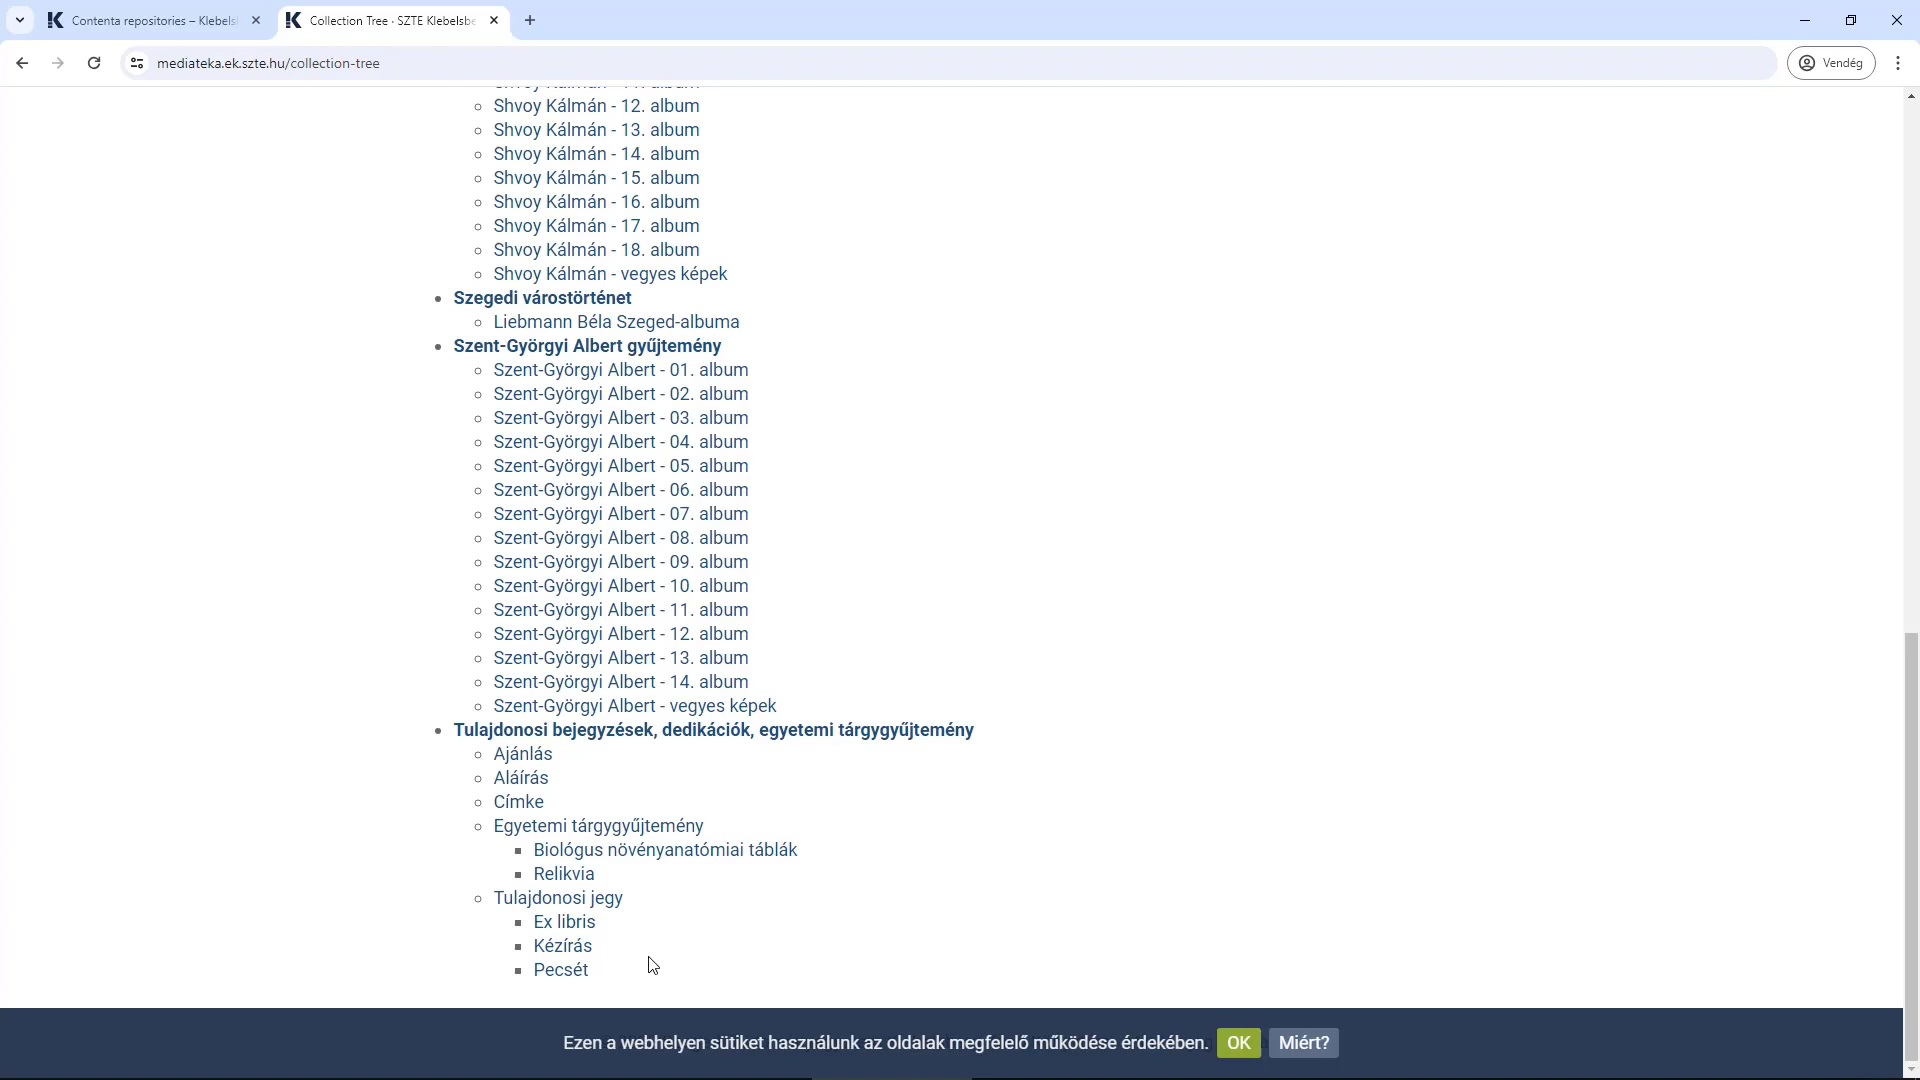 Contenta repositories – Klebels
Collection Tree · SZTE Klebelsbe
mediateka.ek.szte.hu/collection-tree
Vendég
Shvoy Kálmán - 11. album
Shvoy Kálmán - 12. album
Shvoy Kálmán - 13. album
Shvoy Kálmán - 14. album
Shvoy Kálmán - 15. album
Shvoy Kálmán - 16. album
Shvoy Kálmán - 17. album
Shvoy Kálmán - 18. album
Shvoy Kálmán - vegyes képek
Szegedi várostörténet
Liebmann Béla Szeged-albuma
Szent-Györgyi Albert gyűjtemény
Szent-Györgyi Albert - 01. album
Szent-Györgyi Albert - 02. album
Szent-Györgyi Albert - 03. album
Szent-Györgyi Albert - 04. album
Szent-Györgyi Albert - 05. album
Szent-Györgyi Albert - 06. album
Szent-Györgyi Albert - 07. album
Szent-Györgyi Albert - 08. album
Szent-Györgyi Albert - 09. album
Szent-Györgyi Albert - 10. album
Szent-Györgyi Albert - 11. album
Szent-Györgyi Albert - 12. album
Szent-Györgyi Albert - 13. album
Szent-Györgyi Albert - 14. album
Szent-Györgyi Albert - vegyes képek
Tulajdonosi bejegyzések, dedikációk, egyetemi tárgygyűjtemény
Ajánlás
Aláírás
Címke
Egyetemi tárgygyűjtemény
Biológus növényanatómiai táblák
Relikvia
Tulajdonosi jegy
Ex libris
Kézírás
Pecsét
Ezen a webhelyen sütiket használunk az oldalak megfelelő működése érdekében. OK Miért?